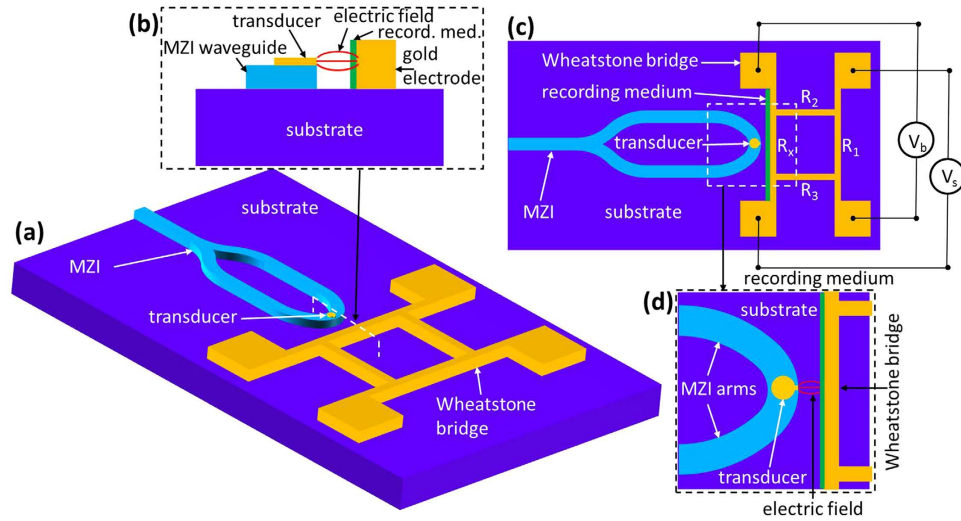 (b)
transducer
electric field
record. med.
MZI waveguide
gold
electrode
substrate
(a)
substrate
MZI
transducer
Wheatstone
bridge
(c)
Wheatstone bridge
recording medium
transducer
MZI
substrate
R2
Rx
R1
R3
Vb
Vs
recording medium
(d)
substrate
MZI arms
transducer
electric field
Wheatstone bridge